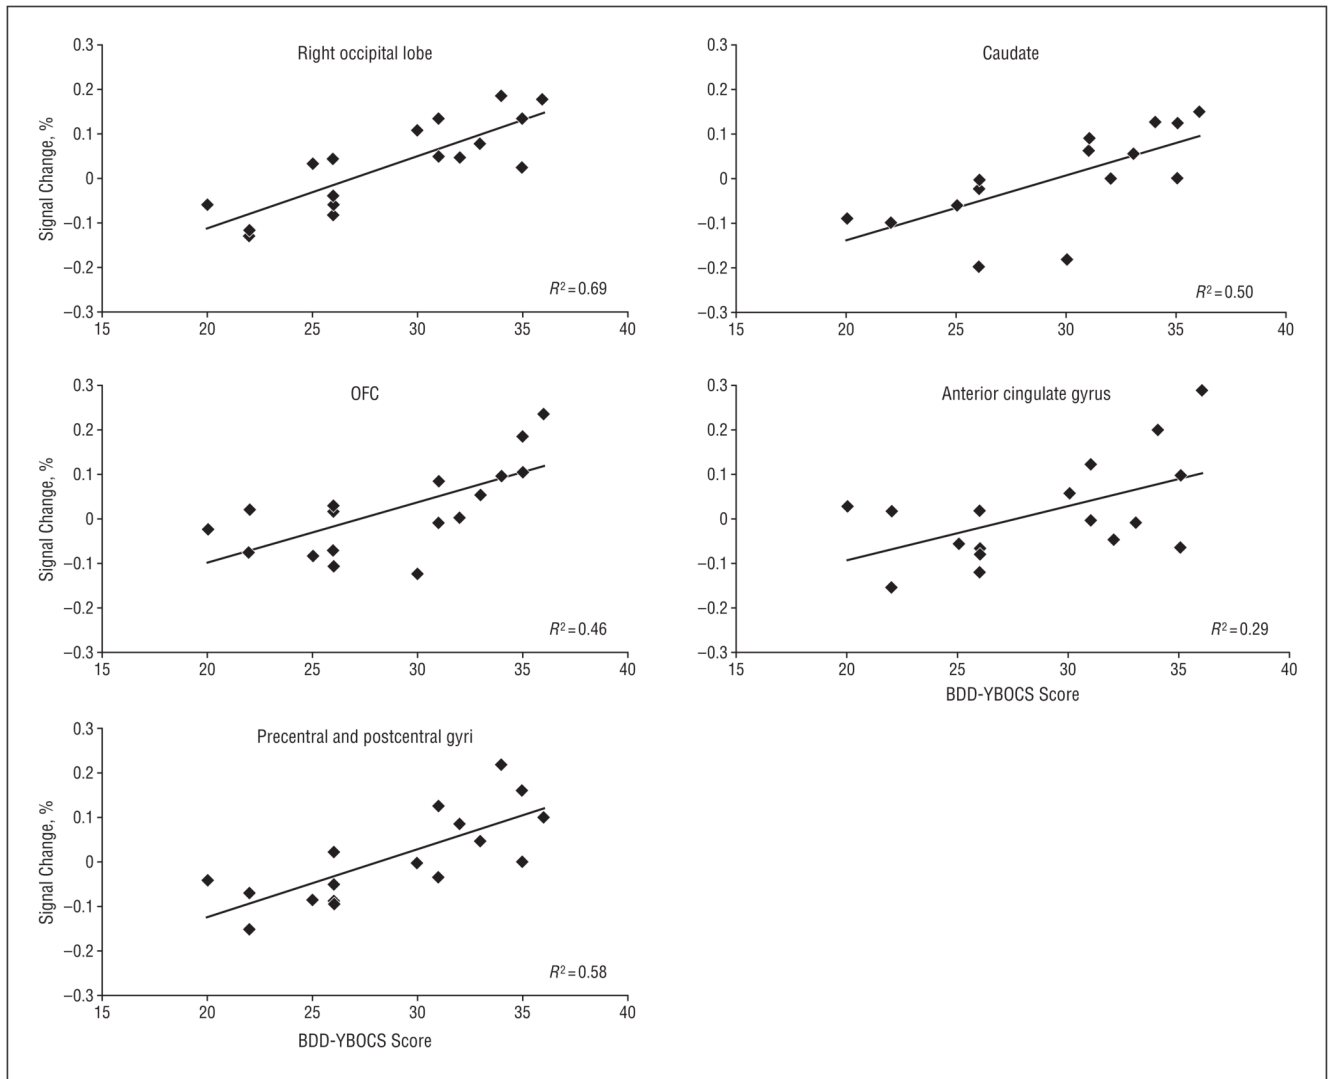 Right occipital lobe
Signal Change, %
0.3
0.2
0.1
0
−0.1
−0.2
−0.3
R² = 0.69
15 20 25 30 35 40
Caudate
0.3
0.2
0.1
0
−0.1
−0.2
−0.3
R² = 0.50
15 20 25 30 35 40
OFC
Signal Change, %
0.3
0.2
0.1
0
−0.1
−0.2
−0.3
R² = 0.46
15 20 25 30 35 40
Anterior cingulate gyrus
0.3
0.2
0.1
0
−0.1
−0.2
−0.3
R² = 0.29
15 20 25 30 35 40
BDD-YBOCS Score
Precentral and postcentral gyri
Signal Change, %
0.3
0.2
0.1
0
−0.1
−0.2
−0.3
R² = 0.58
15 20 25 30 35 40
BDD-YBOCS Score